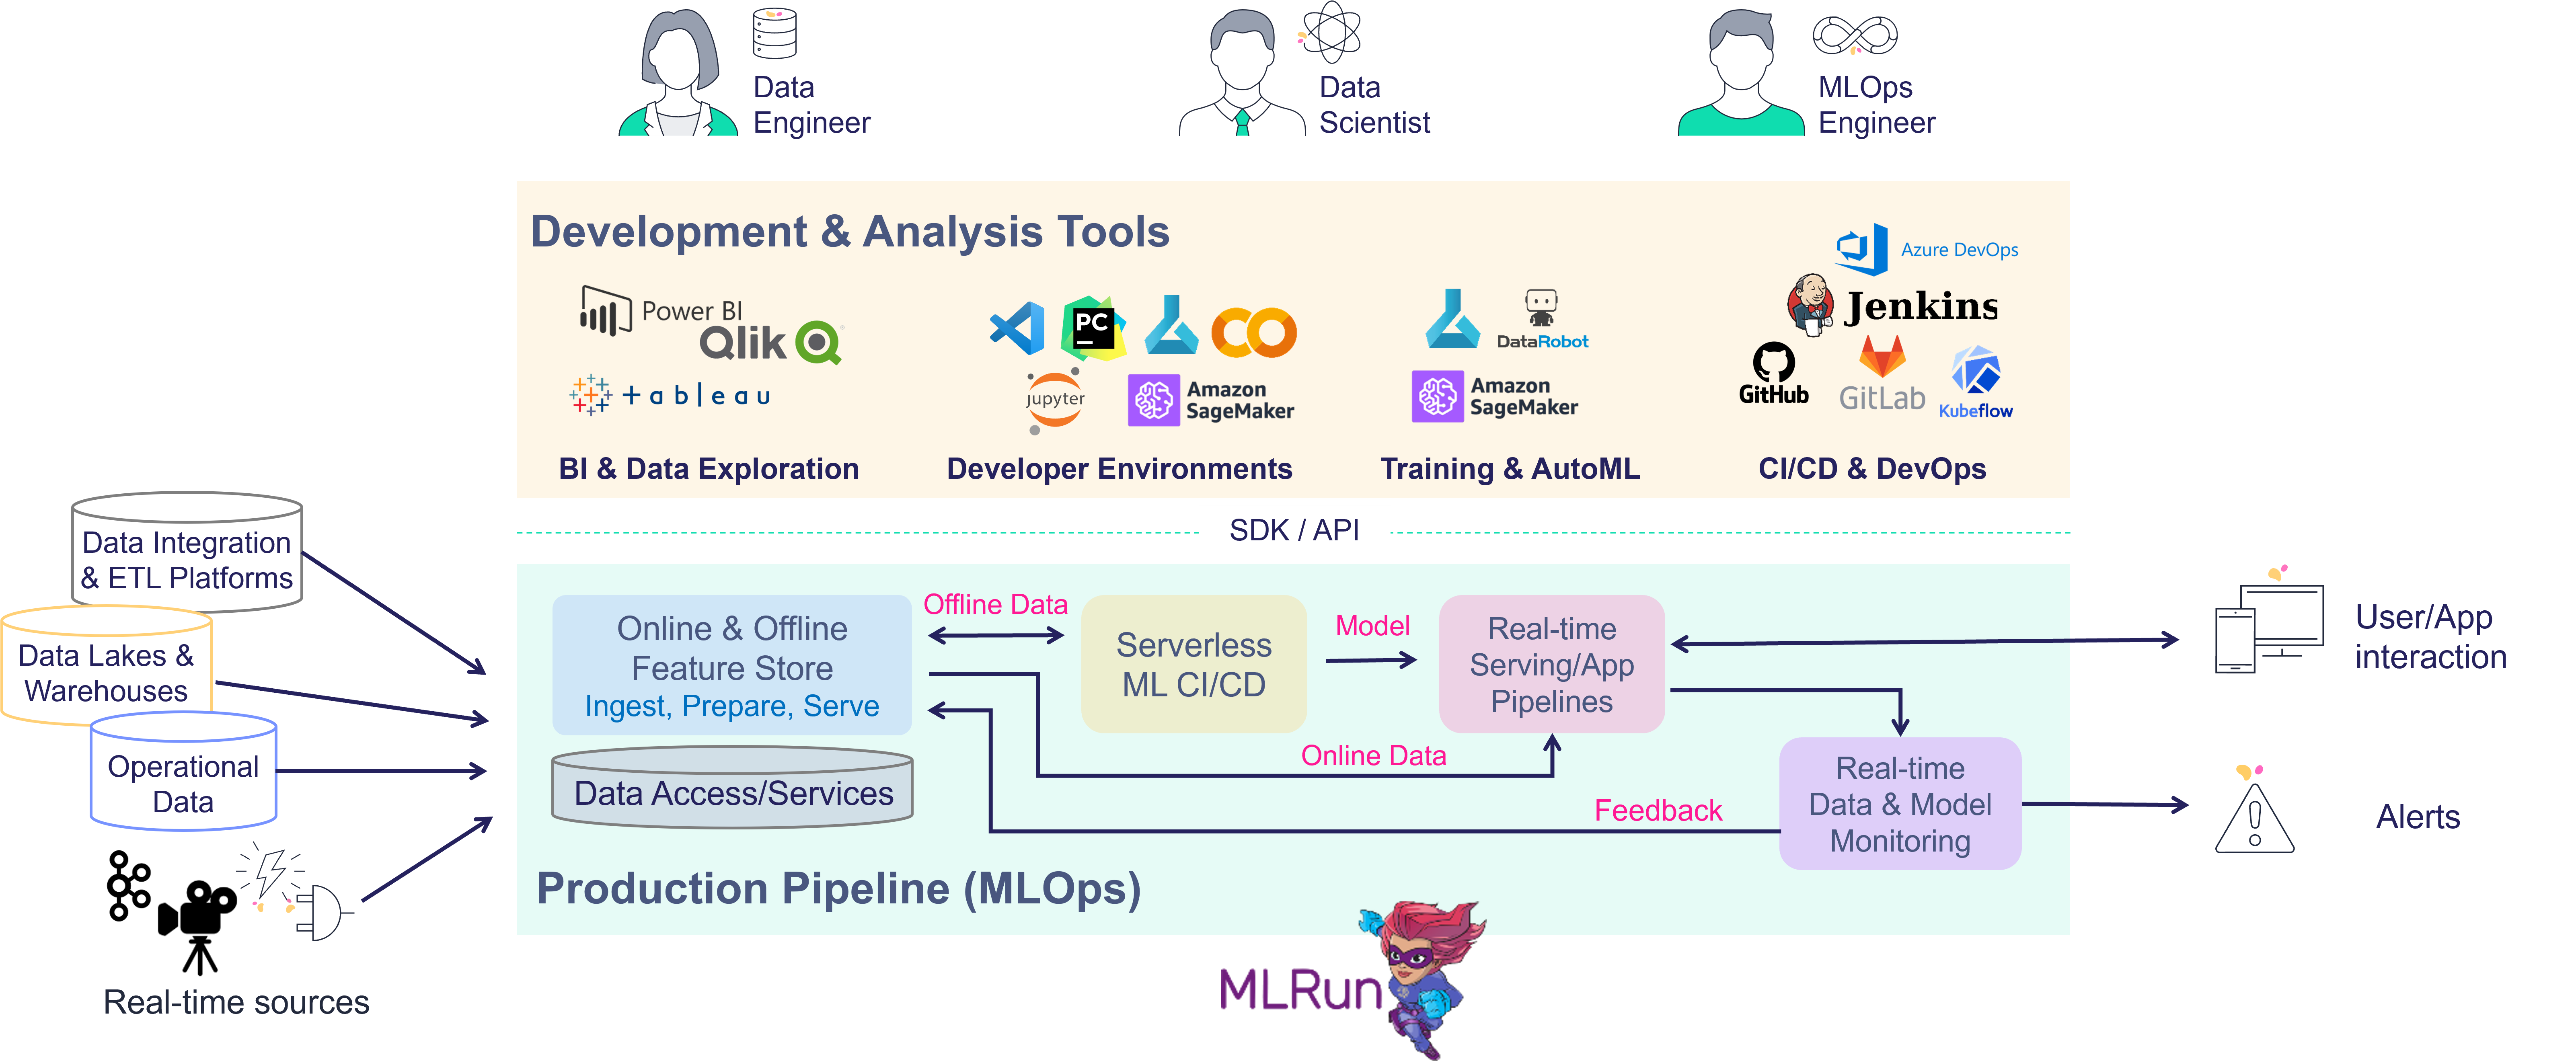 Data
Engineer
Data
Scientist
MLOps
Engineer
Development & Analysis Tools
Power BI
Qlik
+ableau
BI & Data Exploration
PC
jupyter
Amazon
SageMaker
Developer Environments
DataRobot
Amazon
SageMaker
Training & AutoML
Azure DevOps
Jenkins
GitHub
GitLab
Kubeflow
CI/CD & DevOps
SDK / API
Data Integration
& ETL Platforms
Data Lakes &
Warehouses
Operational
Data
Real-time sources
Online & Offline
Feature Store
Ingest, Prepare, Serve
Data Access/Services
Offline Data
Serverless
ML CI/CD
Model
Real-time
Serving/App
Pipelines
Online Data
Feedback
Real-time
Data & Model
Monitoring
Production Pipeline (MLOps)
User/App
interaction
Alerts
MLRun